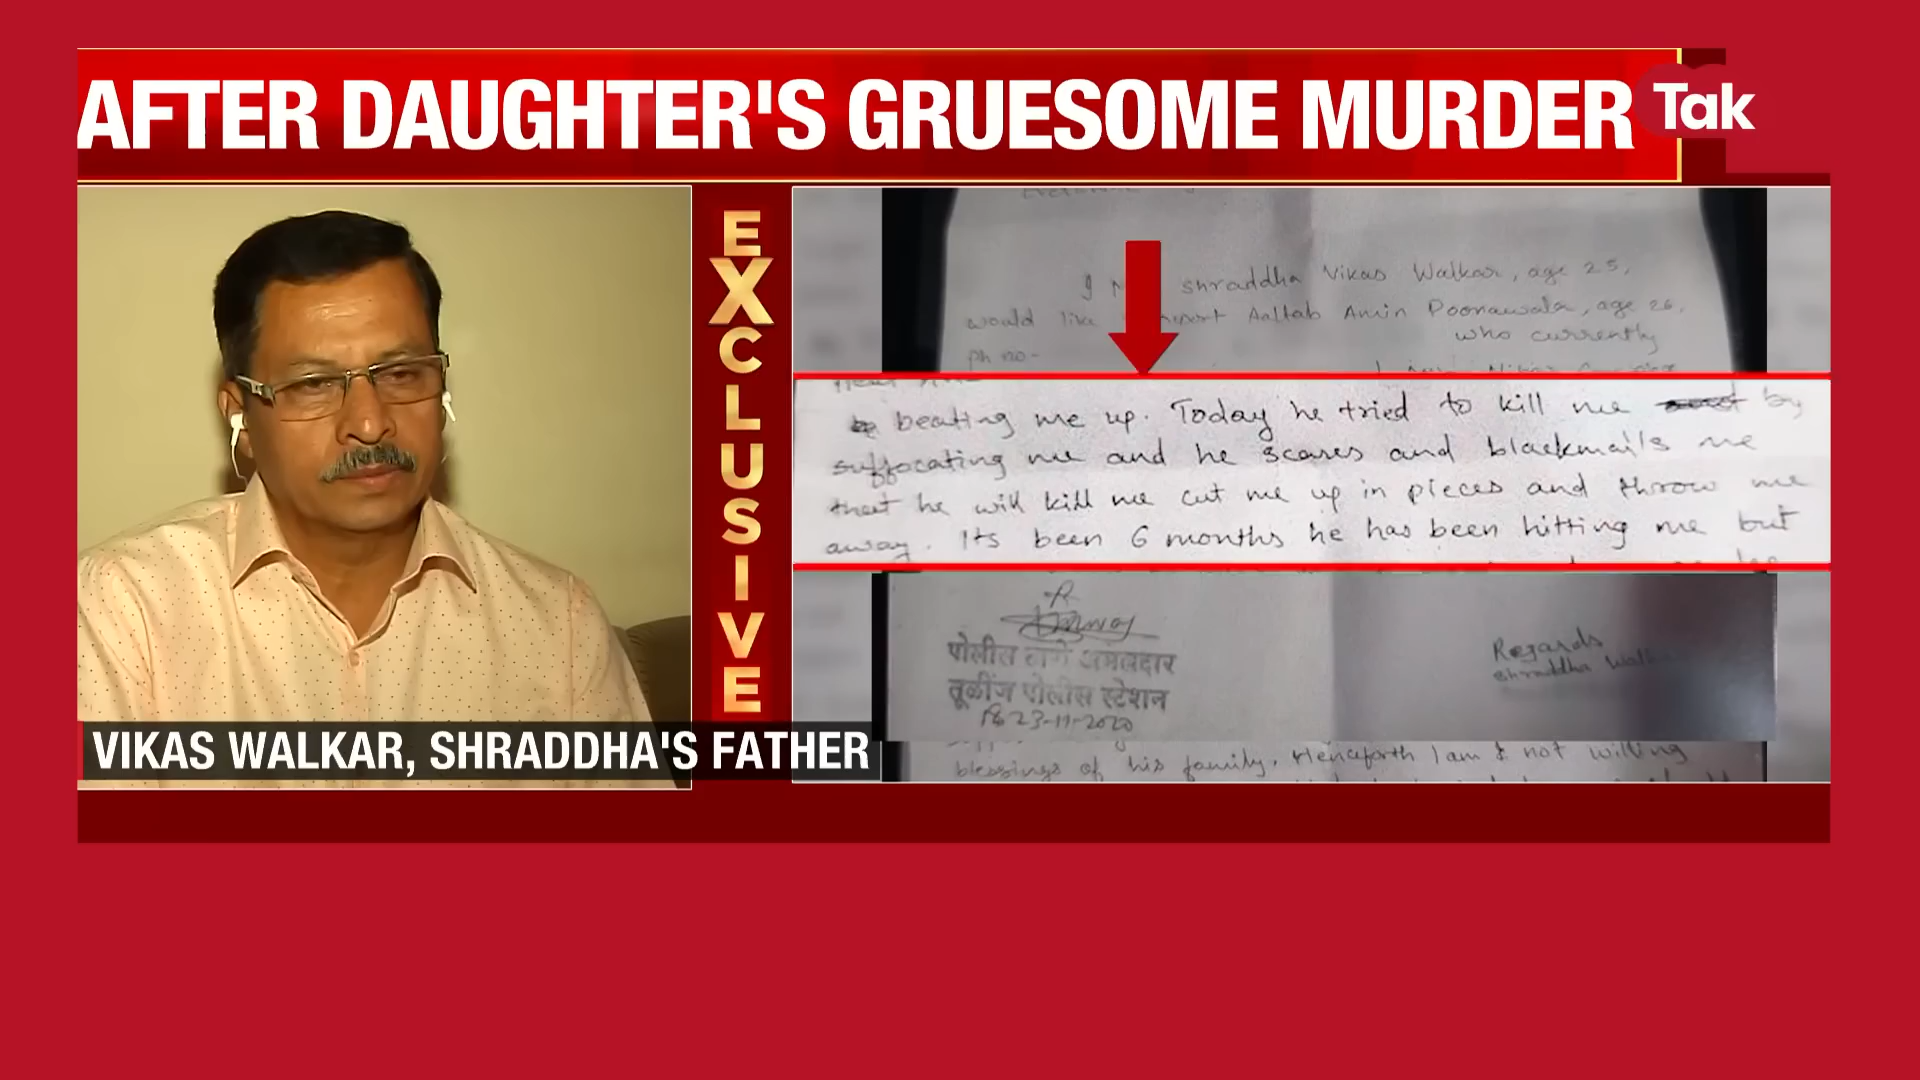 AFTER DAUGHTER'S GRUESOME MURDER
Tak
EXCLUSIVE
VIKAS WALKAR, SHRADDHA'S FATHER
I shraddha Vikas Walkar, age 25,
would like Aaftab Amin Poonawala, age 26,
who currently
Ph no-
beating me up. Today he tried to kill me by
suffocating me and he scares and blackmails me
that he will kill me cut me up in pieces and throw me
away. Its been 6 months he has been hitting me but
पोलीस ठाणे अंमलदार
तूळींज पोलीस स्टेशन
23-11-2020
Regards
Shraddha Walkar
blessings of his family. Henceforth I am not willing